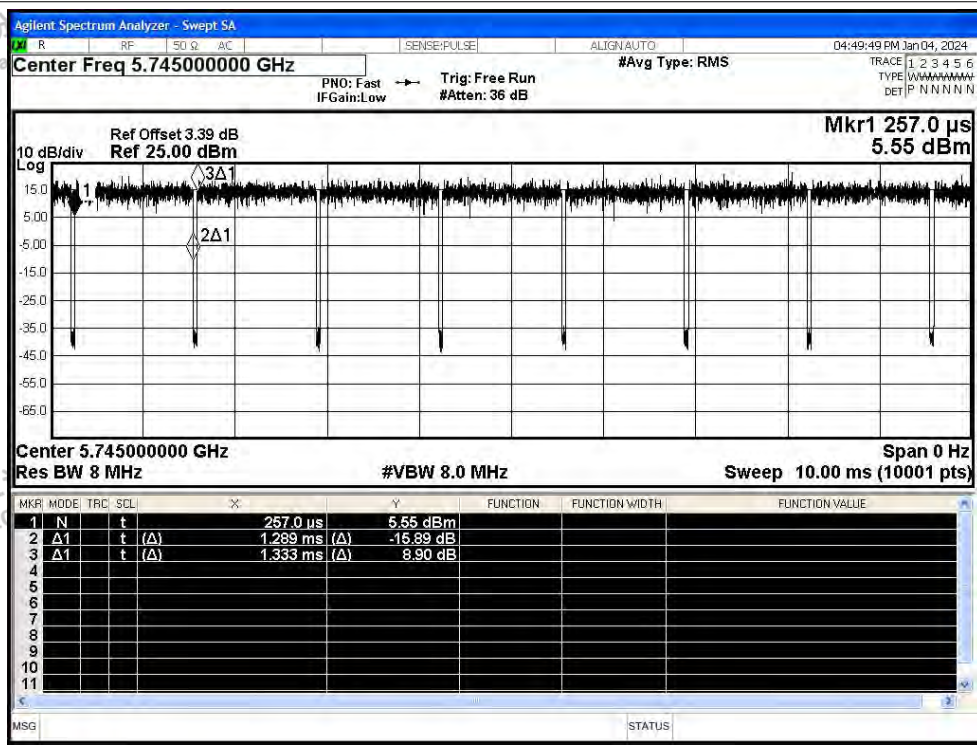 Agilent Spectrum Analyzer - Swept SA
R RF 50 Ω AC SENSE:PULSE ALIGN AUTO 04:49:49 PM Jan 04, 2024
Center Freq 5.745000000 GHz #Avg Type: RMS TRACE 1 2 3 4 5 6
PNO: Fast Trig: Free Run TYPE WWWWWW
IFGain:Low #Atten: 36 dB DET P N N N N N
Mkr1 257.0 µs
Ref Offset 3.39 dB
10 dB/div Ref 25.00 dBm 5.55 dBm
Log
3Δ1
15.0
1
5.00
2Δ1
-5.00
-15.0
-25.0
-35.0
-45.0
-55.0
-65.0
Center 5.745000000 GHz Span 0 Hz
Res BW 8 MHz #VBW 8.0 MHz Sweep 10.00 ms (10001 pts)
MKR MODE TRC SCL X Y FUNCTION FUNCTION WIDTH FUNCTION VALUE
1 N t 257.0 µs 5.55 dBm
2 Δ1 t (Δ) 1.289 ms (Δ) -15.89 dB
3 Δ1 t (Δ) 1.333 ms (Δ) 8.90 dB
4
5
6
7
8
9
10
11
MSG STATUS